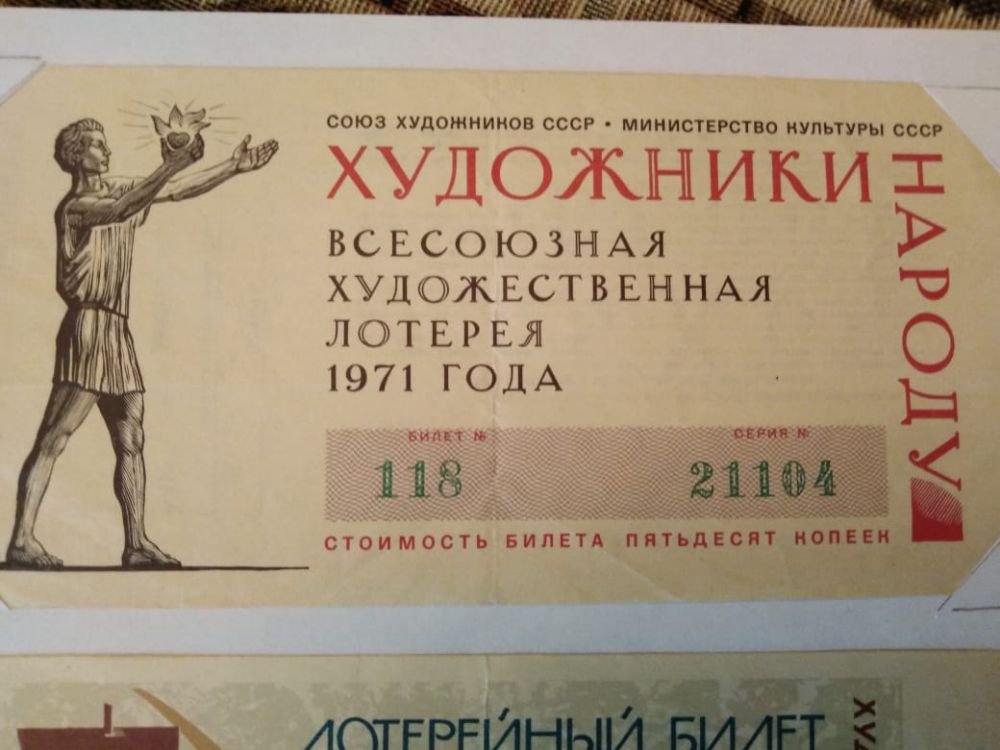 СОЮЗ ХУДОЖНИКОВ СССР • МИНИСТЕРСТВО КУЛЬТУРЫ СССР
ХУДОЖНИКИ
НАРОДУ
ВСЕСОЮЗНАЯ
ХУДОЖЕСТВЕННАЯ
ЛОТЕРЕЯ
1971 ГОДА
БИЛЕТ № СЕРИЯ №
118 21104
СТОИМОСТЬ БИЛЕТА ПЯТЬДЕСЯТ КОПЕЕК
ЛОТЕРЕЙНЫЙ БИЛЕТ